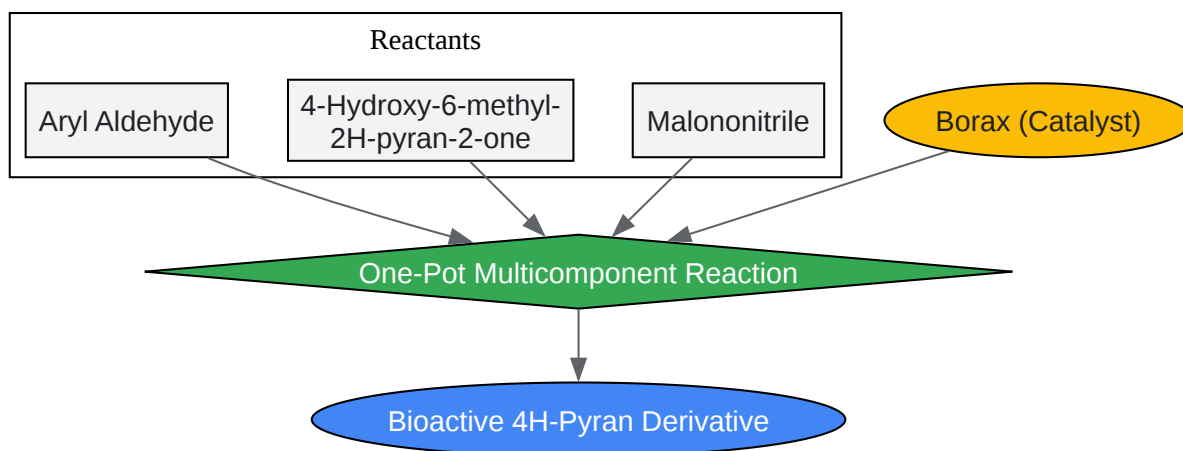 Reactants
Aryl Aldehyde
4-Hydroxy-6-methyl-
2H-pyran-2-one
Malononitrile
Borax (Catalyst)
One-Pot Multicomponent Reaction
Bioactive 4H-Pyran Derivative